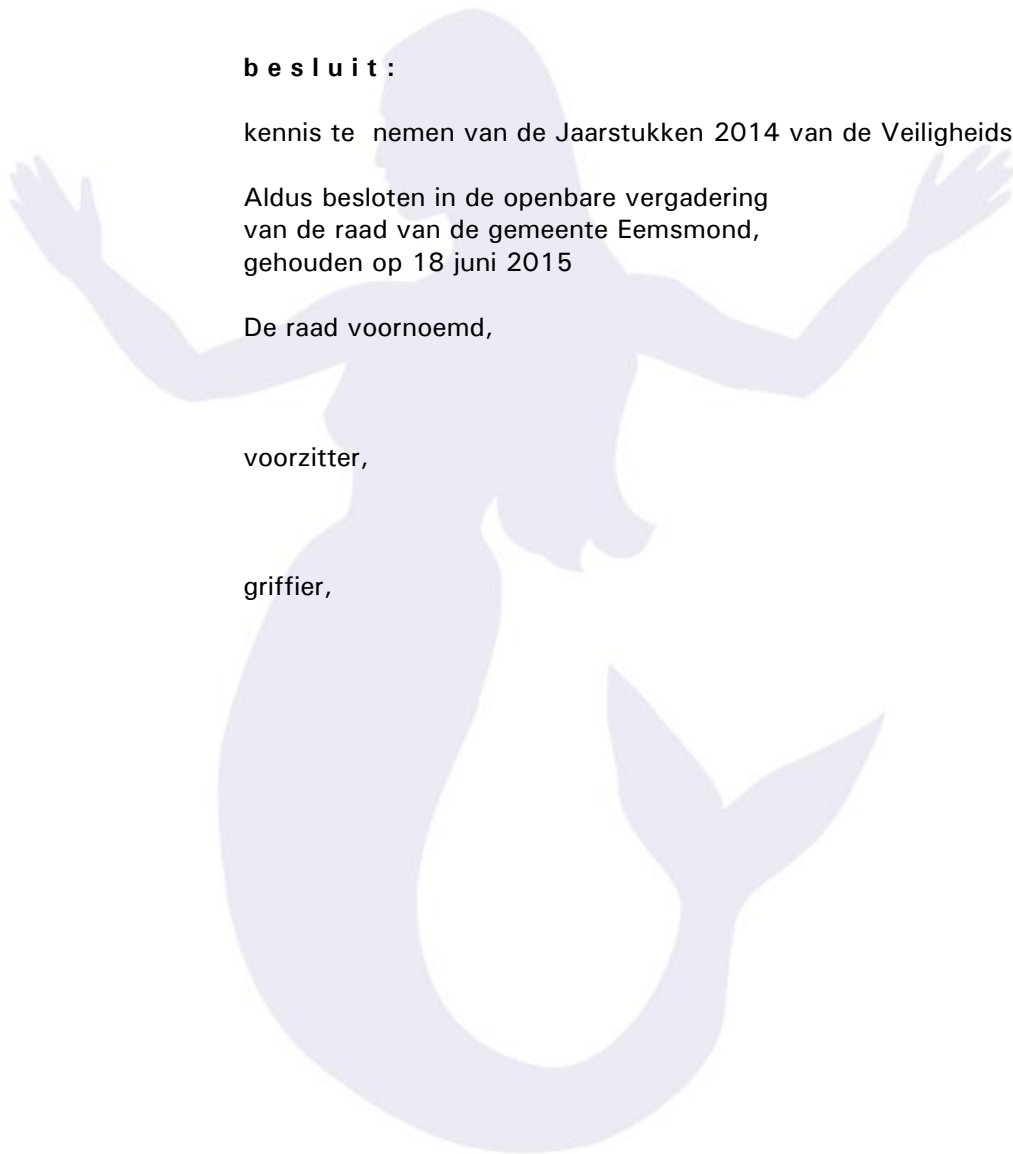 b e s l u i t :
kennis te nemen van de Jaarstukken 2014 van de Veiligheids
Aldus besloten in de openbare vergadering
van de raad van de gemeente Eemsmond,
gehouden op 18 juni 2015
De raad voornoemd,
voorzitter,
griffier,